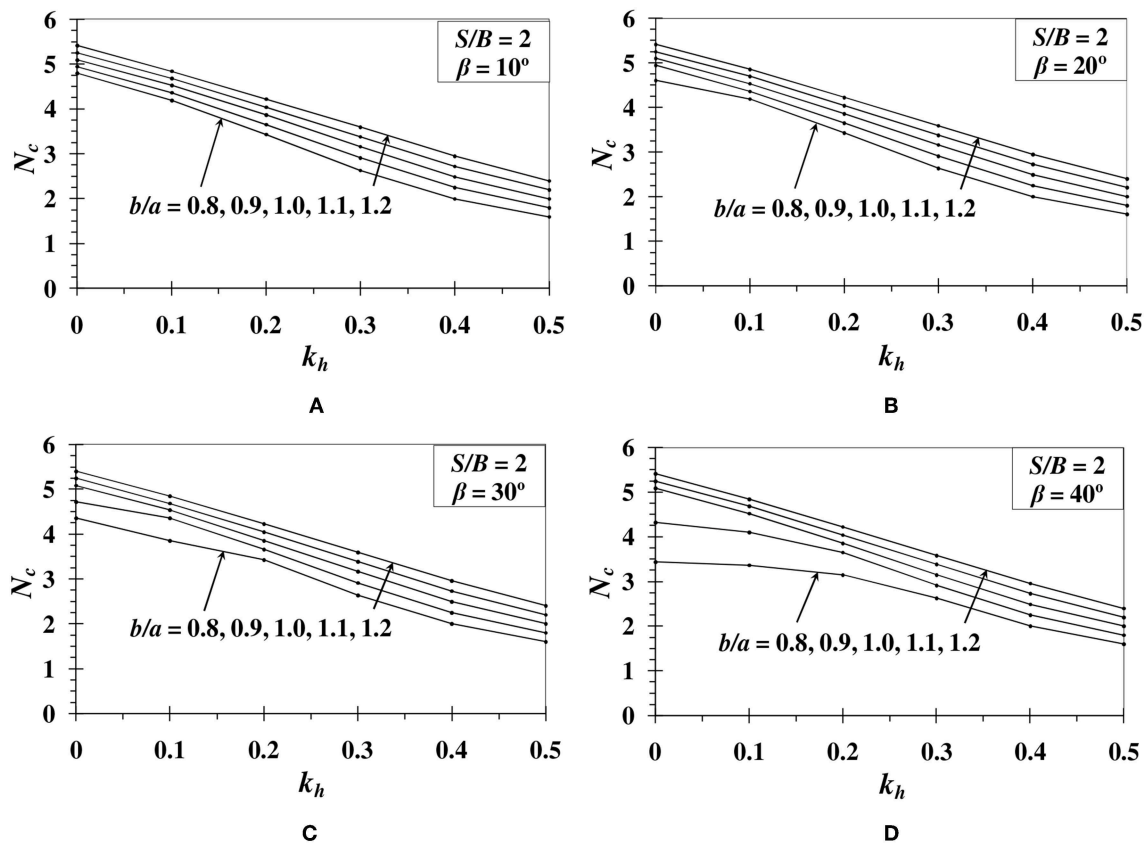 S/B = 2
β = 10º
6
5
4
3
2
1
0
N_c
b/a = 0.8, 0.9, 1.0, 1.1, 1.2
0 0.1 0.2 0.3 0.4 0.5
k_h
A
S/B = 2
β = 20º
6
5
4
3
2
1
0
N_c
b/a = 0.8, 0.9, 1.0, 1.1, 1.2
0 0.1 0.2 0.3 0.4 0.5
k_h
B
S/B = 2
β = 30º
6
5
4
3
2
1
0
N_c
b/a = 0.8, 0.9, 1.0, 1.1, 1.2
0 0.1 0.2 0.3 0.4 0.5
k_h
C
S/B = 2
β = 40º
6
5
4
3
2
1
0
N_c
b/a = 0.8, 0.9, 1.0, 1.1, 1.2
0 0.1 0.2 0.3 0.4 0.5
k_h
D